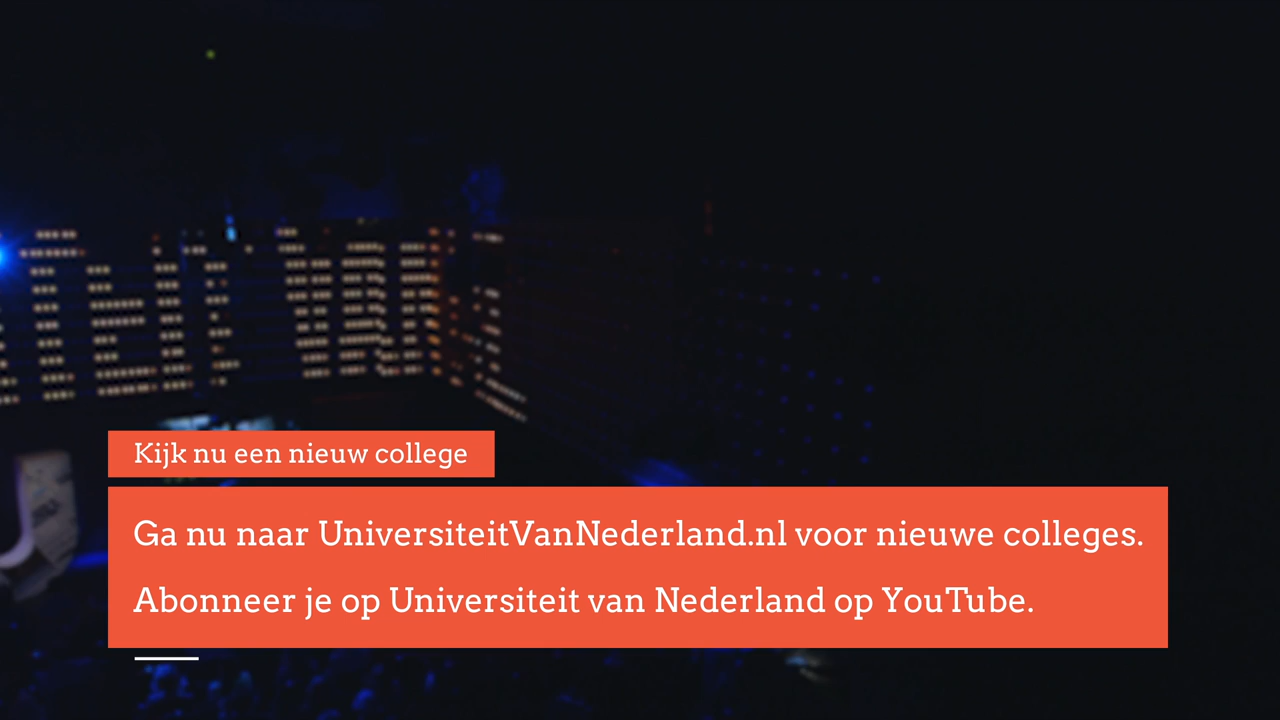 Kijk nu een nieuw college
Ga nu naar UniversiteitVanNederland.nl voor nieuwe colleges.
Abonneer je op Universiteit van Nederland op YouTube.